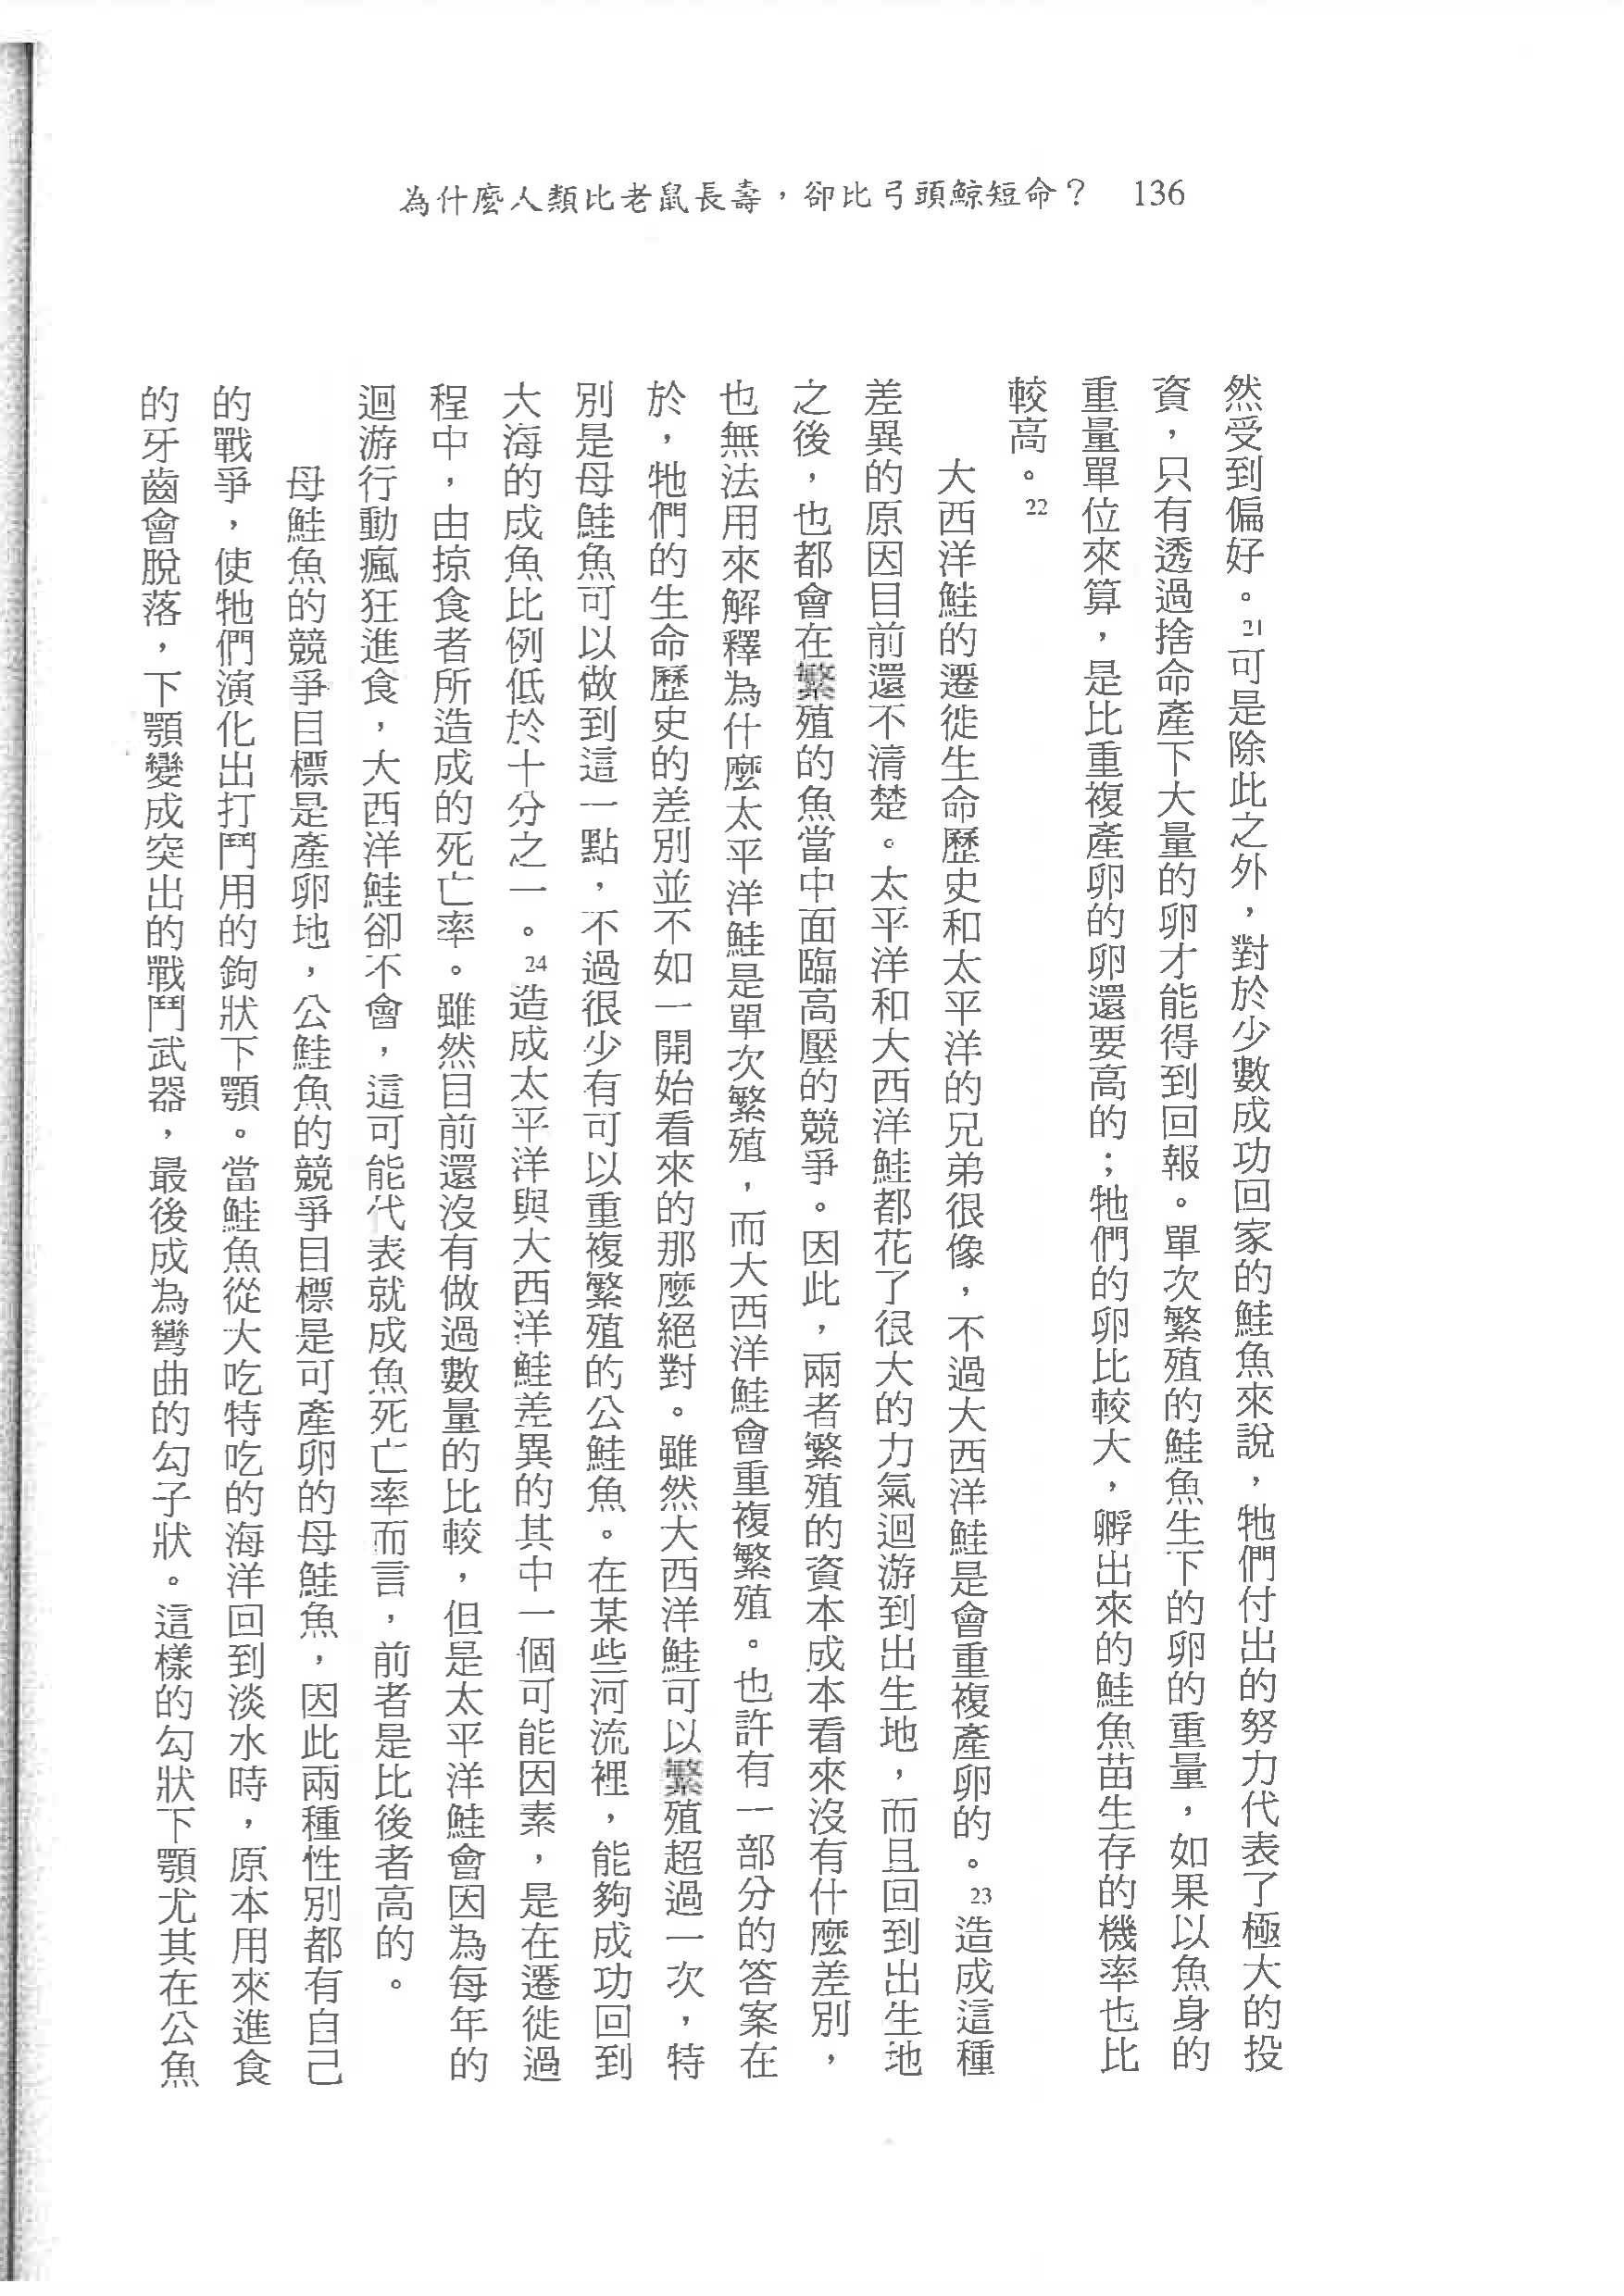 為什麼人類比老鼠長壽，卻比弓頭鯨短命？ 136
然受到偏好。21可是除此之外，對於少數成功回家的鮭魚來說，牠們付出的努力代表了極大的投
資，只有透過捨命產下大量的卵才能得到回報。單次繁殖的鮭魚生下的卵的重量，如果以魚身的
重量單位來算，是比重複產卵的卵還要高的；牠們的卵比較大，孵出來的鮭魚苗生存的機率也比
較高。22
大西洋鮭的遷徙生命歷史和太平洋的兄弟很像，不過大西洋鮭是會重複產卵的。23造成這種
差異的原因目前還不清楚。太平洋和大西洋鮭都花了很大的力氣迴游到出生地，而且回到出生地
之後，也都會在繁殖的魚當中面臨高壓的競爭。因此，兩者繁殖的資本成本看來沒有什麼差別，
也無法用來解釋為什麼太平洋鮭是單次繁殖，而大西洋鮭會重複繁殖。也許有一部分的答案在
於，牠們的生命歷史的差別並不如一開始看來的那麼絕對。雖然大西洋鮭可以繁殖超過一次，特
別是母鮭魚可以做到這一點，不過很少有可以重複繁殖的公鮭魚。在某些河流裡，能夠成功回到
大海的成魚比例低於十分之一。24造成太平洋與大西洋鮭差異的其中一個可能因素，是在遷徙過
程中，由掠食者所造成的死亡率。雖然目前還沒有做過數量的比較，但是太平洋鮭會因為每年的
迴游行動瘋狂進食，大西洋鮭卻不會，這可能代表就成魚死亡率而言，前者是比後者高的。
母鮭魚的競爭目標是產卵地，公鮭魚的競爭目標是可產卵的母鮭魚，因此兩種性別都有自己
的戰爭，使牠們演化出打鬥用的鉤狀下顎。當鮭魚從大吃特吃的海洋回到淡水時，原本用來進食
的牙齒會脫落，下顎變成突出的戰鬥武器，最後成為彎曲的勾子狀。這樣的勾狀下顎尤其在公魚